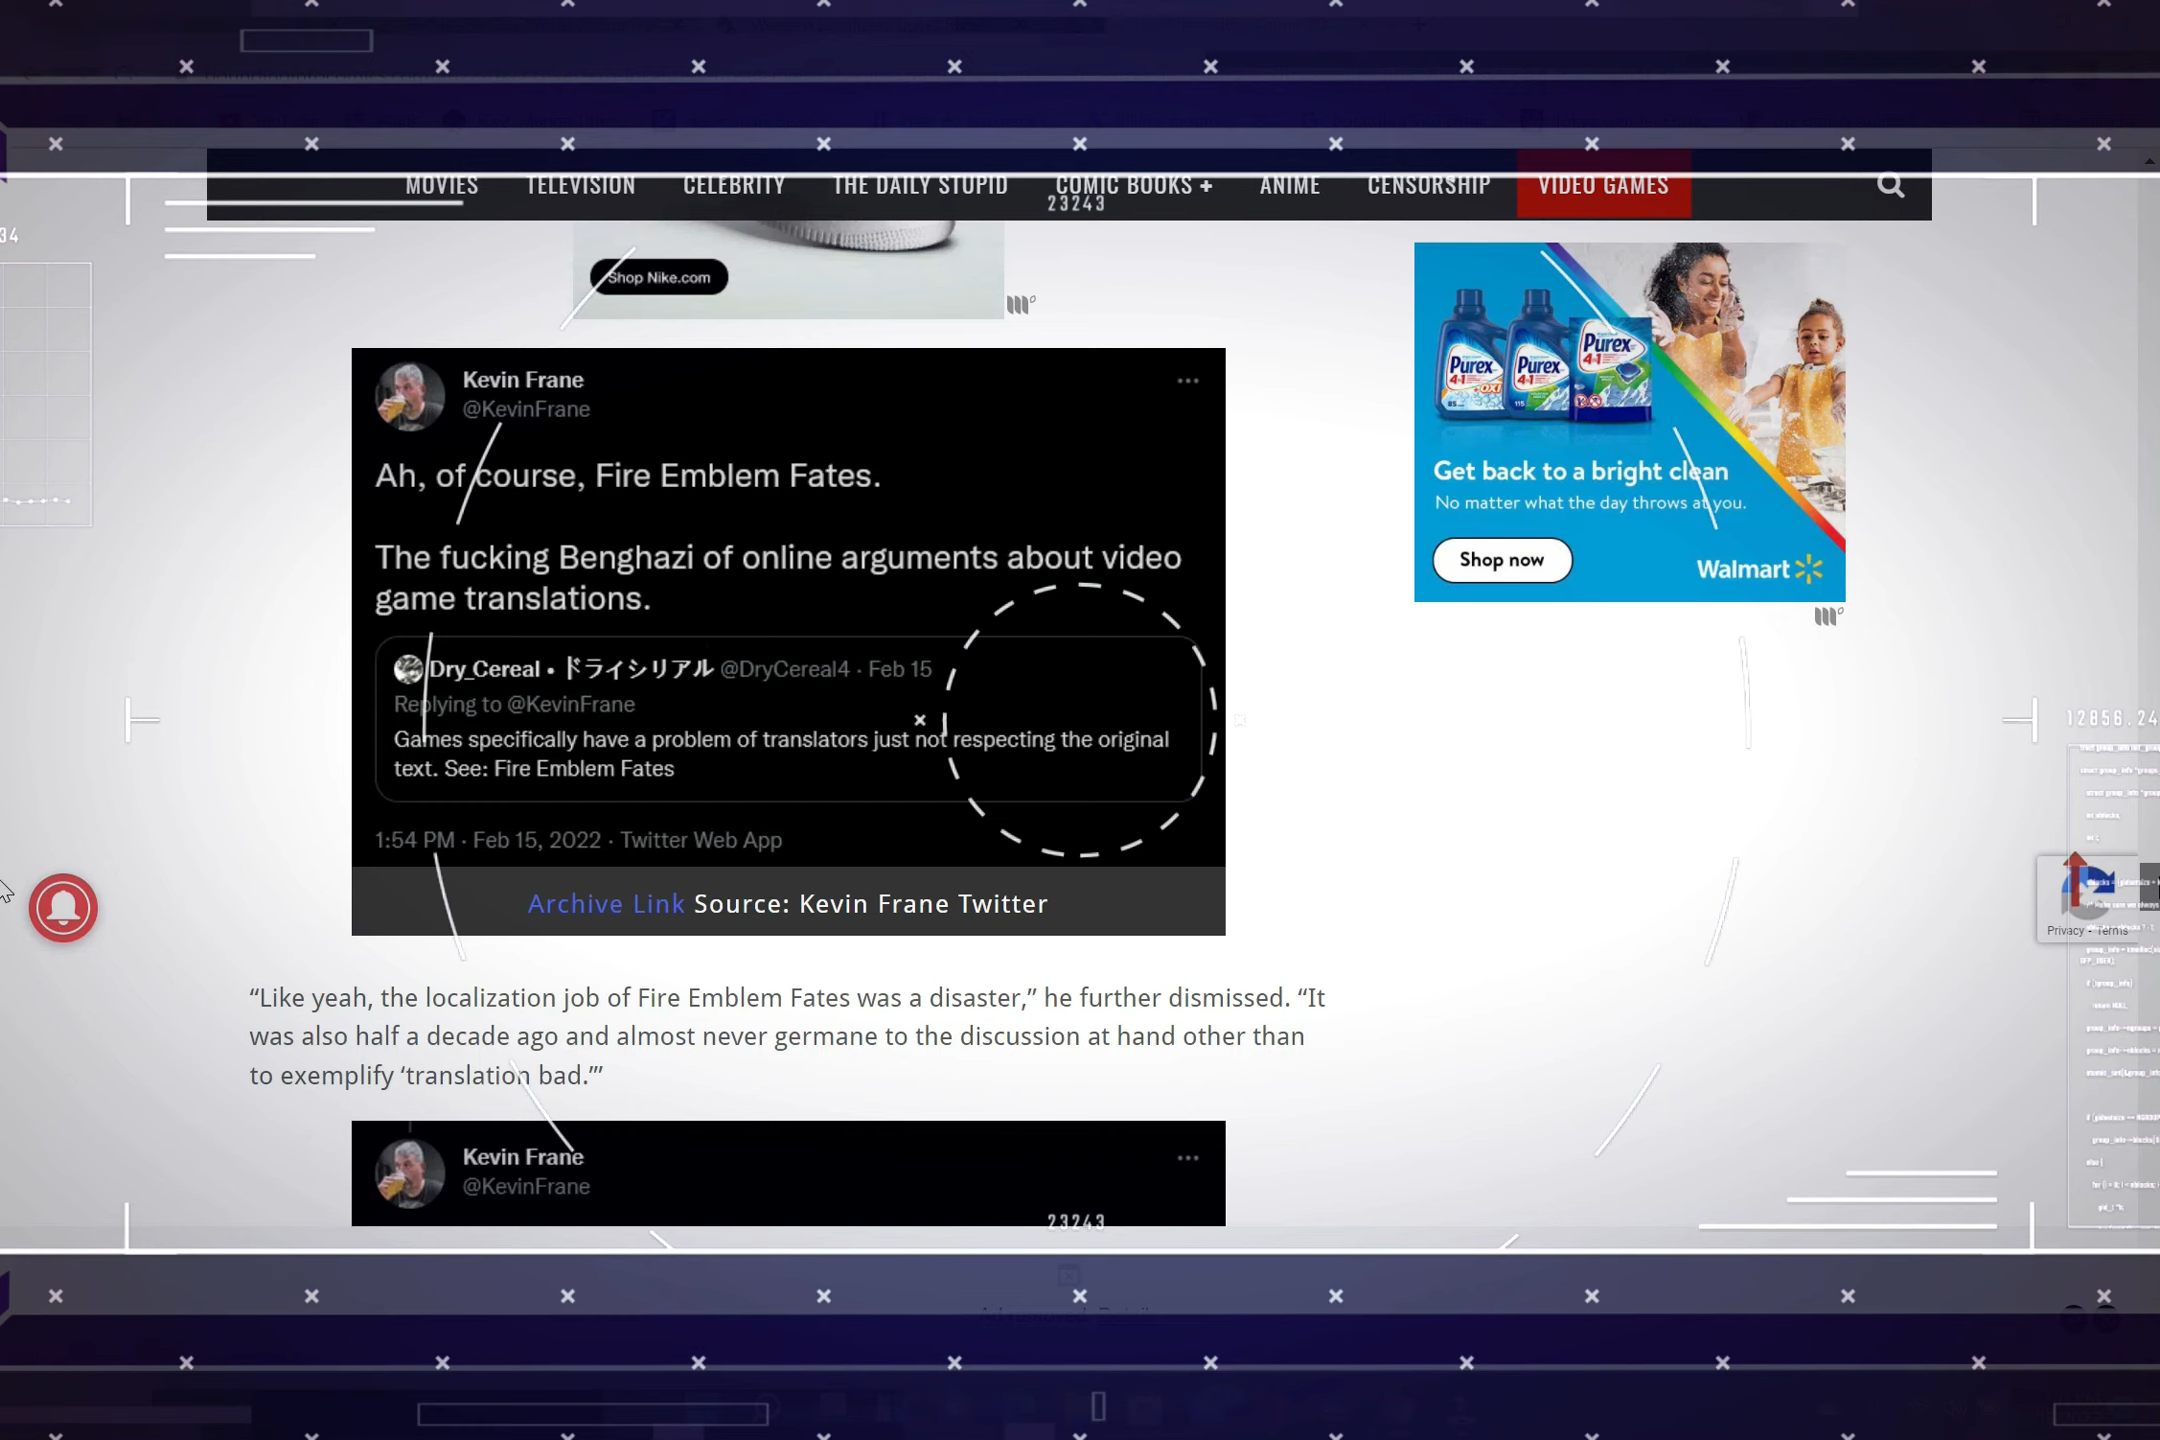 MOVIES TELEVISION CELEBRITY THE DAILY STUPID COMIC BOOKS + ANIME CENSORSHIP VIDEO GAMES
23243
34
Shop Nike.com
Kevin Frane
@KevinFrane
Ah, of course, Fire Emblem Fates.
The fucking Benghazi of online arguments about video
game translations.
Dry_Cereal • ドライシリアル @DryCereal4 · Feb 15
Replying to @KevinFrane
Games specifically have a problem of translators just not respecting the original
text. See: Fire Emblem Fates
1:54 PM · Feb 15, 2022 · Twitter Web App
Archive Link Source: Kevin Frane Twitter
Purex
4in1
+OXI
85
Purex
4in1
115
Purex
4in1
Get back to a bright clean
No matter what the day throws at you.
Shop now
Walmart
12856.24
Privacy - Terms
“Like yeah, the localization job of Fire Emblem Fates was a disaster,” he further dismissed. “It
was also half a decade ago and almost never germane to the discussion at hand other than
to exemplify ‘translation bad.’”
Kevin Frane
@KevinFrane
23243